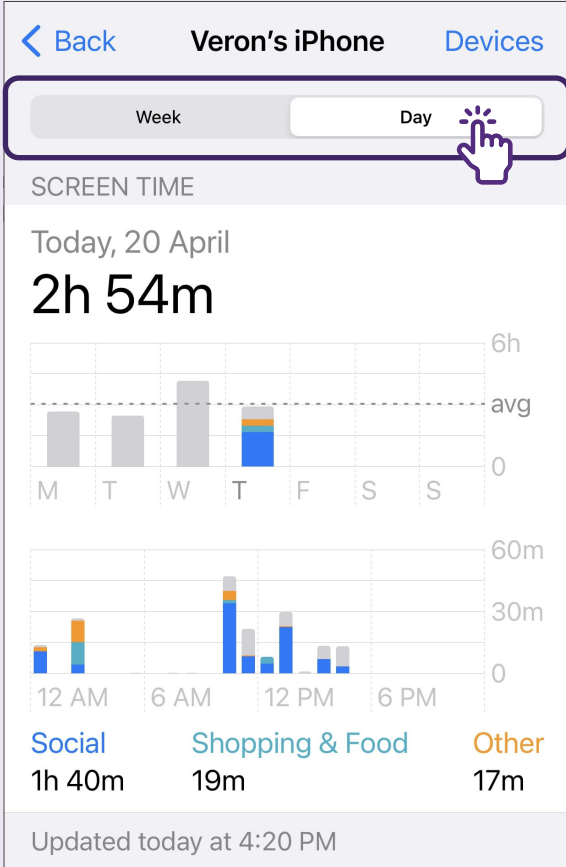 Back Veron’s iPhone Devices
Week Day
SCREEN TIME
Today, 20 April
2h 54m
6h
avg
0
M T W T F S S
60m
30m
0
12 AM 6 AM 12 PM 6 PM
Social Shopping & Food Other
1h 40m 19m 17m
Updated today at 4:20 PM